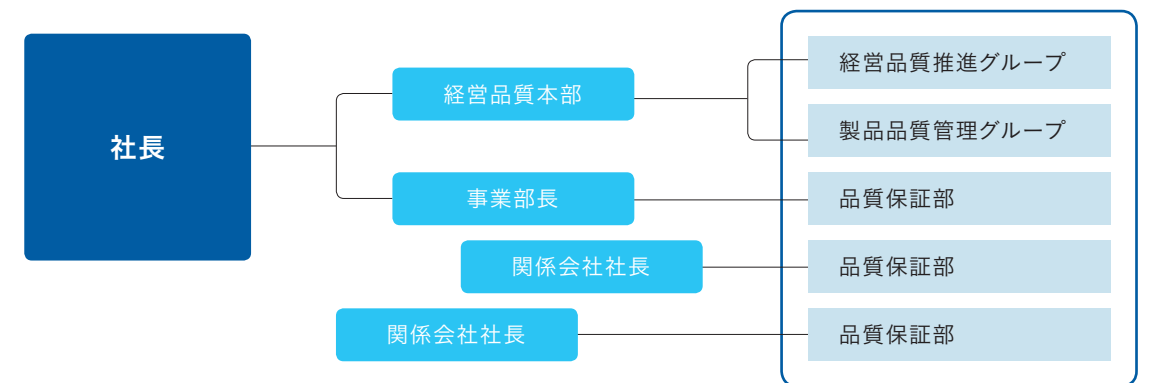 社長
経営品質本部
経営品質推進グループ
製品品質管理グループ
事業部長
品質保証部
関係会社社長
品質保証部
関係会社社長
品質保証部